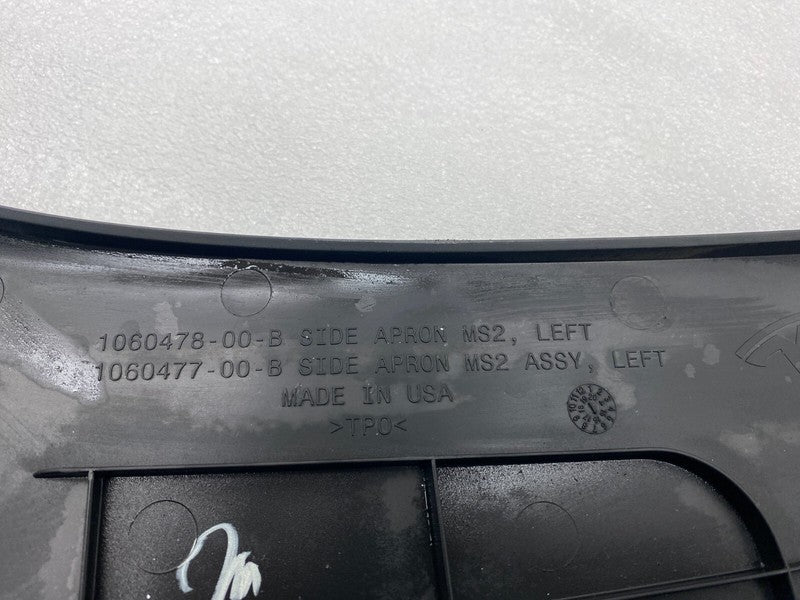 1060478-00-B SIDE APRON MS2, LEFT
1060477-00-B SIDE APRON MS2 ASSY, LEFT
MADE IN USA
>TPO<